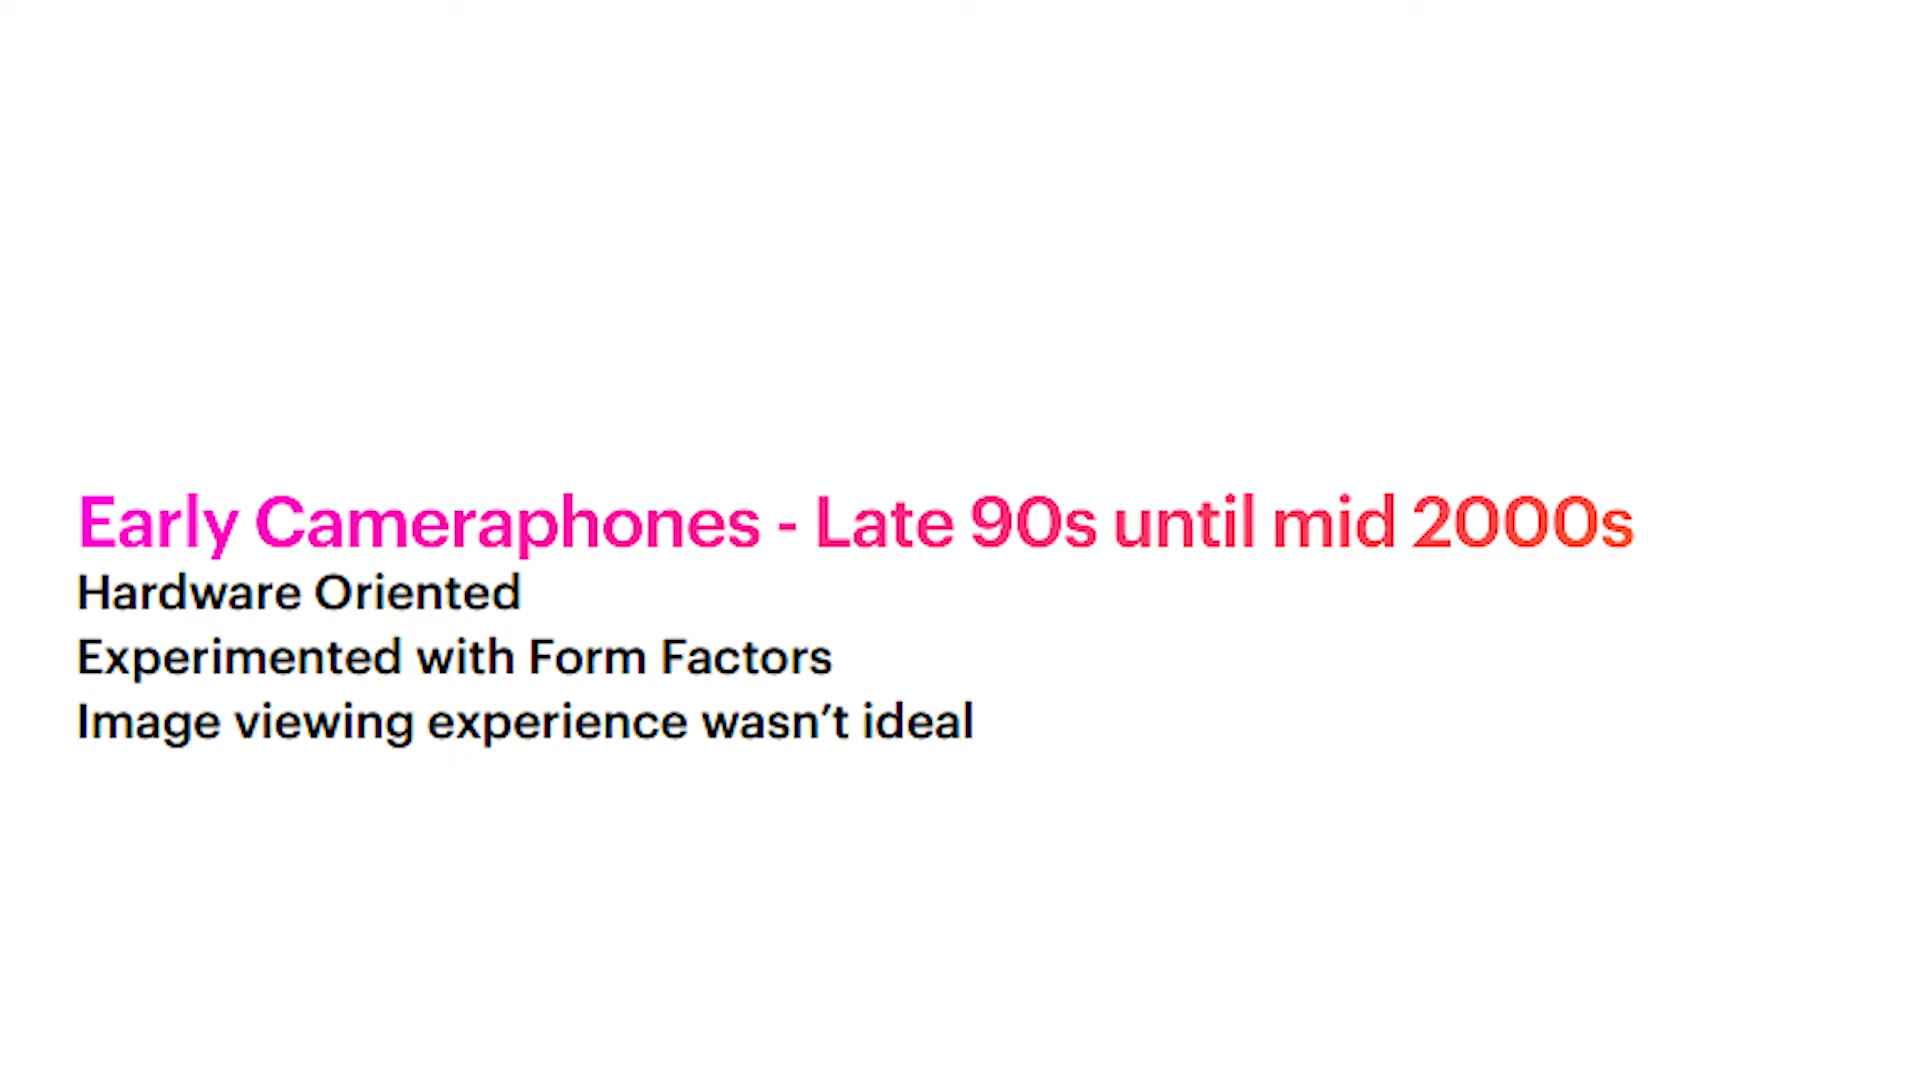 Early Cameraphones - Late 90s until mid 2000s
Hardware Oriented
Experimented with Form Factors
Image viewing experience wasn’t ideal